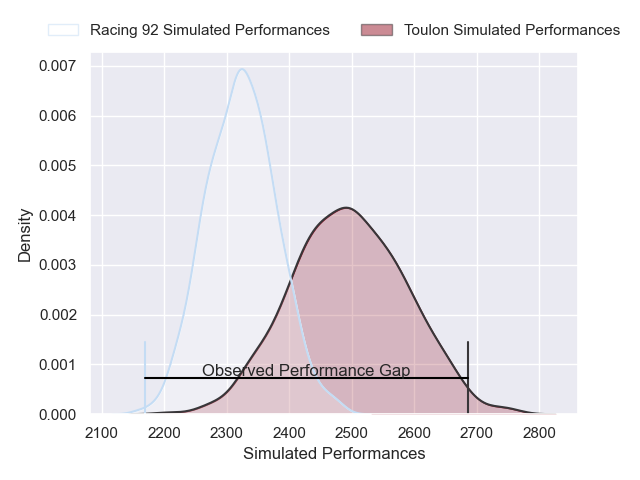 Racing 92 Simulated Performances Toulon Simulated Performances
0.007
0.006
0.005
0.004
0.003
0.002
0.001
0.000
Density
Observed Performance Gap
2100 2200 2300 2400 2500 2600 2700 2800
Simulated Performances